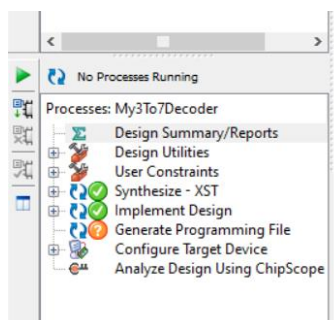 No Processes Running
Processes: My3To7Decoder
Design Summary/Reports
Design Utilities
User Constraints
Synthesize - XST
Implement Design
Generate Programming File
Configure Target Device
Analyze Design Using ChipScope